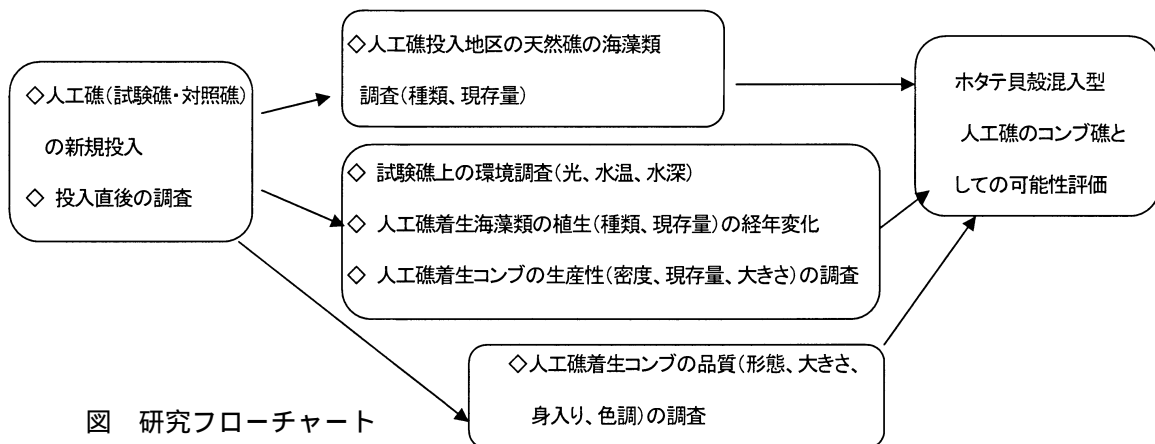 ◇人工礁(試験礁・対照礁)
の新規投入
◇ 投入直後の調査
◇人工礁投入地区の天然礁の海藻類
調査(種類、現存量)
◇ 試験礁上の環境調査(光、水温、水深)
◇ 人工礁着生海藻類の植生(種類、現存量)の経年変化
◇ 人工礁着生コンブの生産性(密度、現存量、大きさ)の調査
◇人工礁着生コンブの品質(形態、大きさ、
身入り、色調)の調査
ホタテ貝殻混入型
人工礁のコンブ礁と
しての可能性評価
図 研究フローチャート